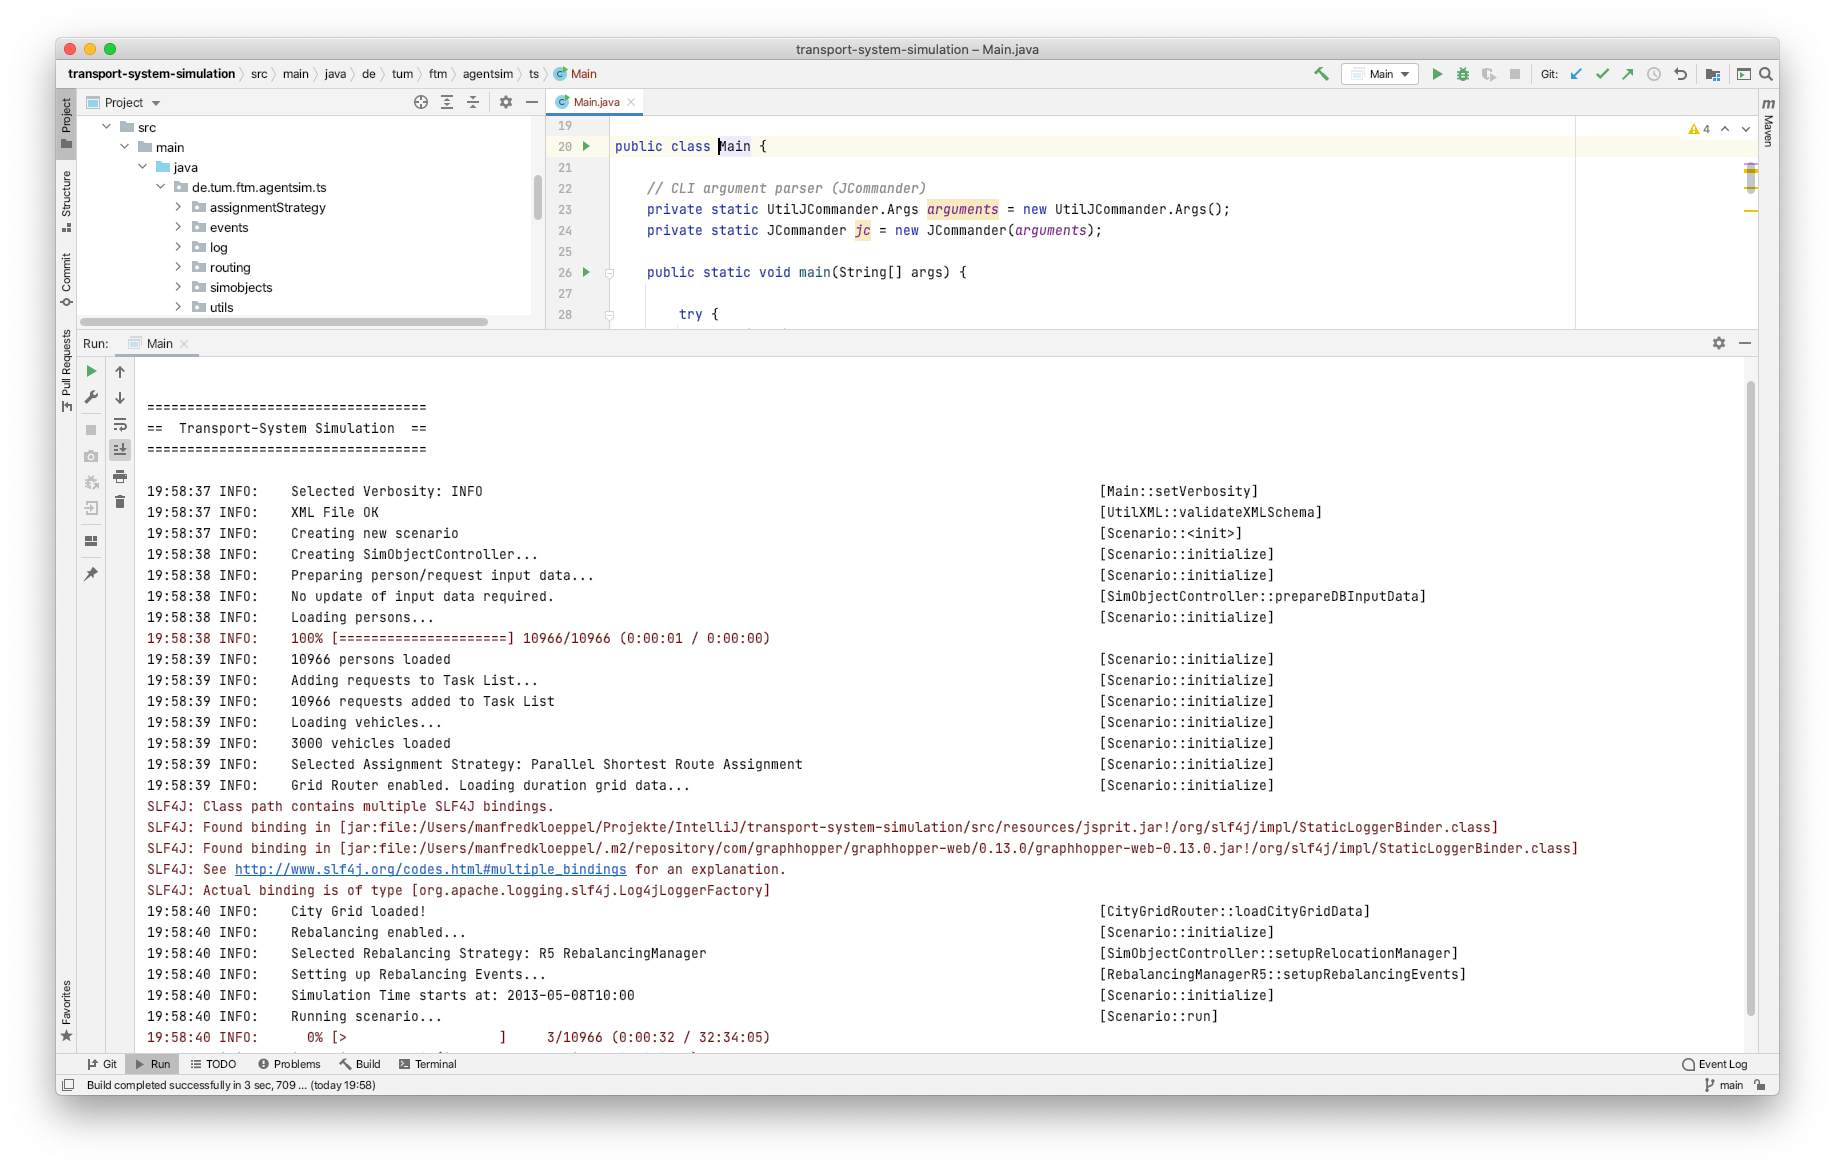 transport-system-simulation – Main.java
transport-system-simulation src main java de tum ftm agentsim ts Main
Main Git:
Project
Main.java
Project
Structure
Commit
Pull Requests
Favorites
m Maven
src
main
java
de.tum.ftm.agentsim.ts
assignmentStrategy
events
log
routing
simobjects
utils
4
19
20 public class Main {
21
22 // CLI argument parser (JCommander)
23 private static UtilJCommander.Args arguments = new UtilJCommander.Args();
24 private static JCommander jc = new JCommander(arguments);
25
26 public static void main(String[] args) {
27
28 try {
Run: Main
===================================
==  Transport-System Simulation  ==
===================================
19:58:37 INFO: Selected Verbosity: INFO [Main::setVerbosity]
19:58:37 INFO: XML File OK [UtilXML::validateXMLSchema]
19:58:37 INFO: Creating new scenario [Scenario::<init>]
19:58:38 INFO: Creating SimObjectController... [Scenario::initialize]
19:58:38 INFO: Preparing person/request input data... [Scenario::initialize]
19:58:38 INFO: No update of input data required. [SimObjectController::prepareDBInputData]
19:58:38 INFO: Loading persons... [Scenario::initialize]
19:58:38 INFO: 100% [=====================] 10966/10966 (0:00:01 / 0:00:00)
19:58:39 INFO: 10966 persons loaded [Scenario::initialize]
19:58:39 INFO: Adding requests to Task List... [Scenario::initialize]
19:58:39 INFO: 10966 requests added to Task List [Scenario::initialize]
19:58:39 INFO: Loading vehicles... [Scenario::initialize]
19:58:39 INFO: 3000 vehicles loaded [Scenario::initialize]
19:58:39 INFO: Selected Assignment Strategy: Parallel Shortest Route Assignment [Scenario::initialize]
19:58:39 INFO: Grid Router enabled. Loading duration grid data... [Scenario::initialize]
SLF4J: Class path contains multiple SLF4J bindings.
SLF4J: Found binding in [jar:file:/Users/manfredkloeppel/Projekte/IntelliJ/transport-system-simulation/src/resources/jsprit.jar!/org/slf4j/impl/StaticLoggerBinder.class]
SLF4J: Found binding in [jar:file:/Users/manfredkloeppel/.m2/repository/com/graphhopper/graphhopper-web/0.13.0/graphhopper-web-0.13.0.jar!/org/slf4j/impl/StaticLoggerBinder.class]
SLF4J: See http://www.slf4j.org/codes.html#multiple_bindings for an explanation.
SLF4J: Actual binding is of type [org.apache.logging.slf4j.Log4jLoggerFactory]
19:58:40 INFO: City Grid loaded! [CityGridRouter::loadCityGridData]
19:58:40 INFO: Rebalancing enabled... [Scenario::initialize]
19:58:40 INFO: Selected Rebalancing Strategy: R5 RebalancingManager [SimObjectController::setupRelocationManager]
19:58:40 INFO: Setting up Rebalancing Events... [RebalancingManagerR5::setupRebalancingEvents]
19:58:40 INFO: Simulation Time starts at: 2013-05-08T10:00 [Scenario::initialize]
19:58:40 INFO: Running scenario... [Scenario::run]
19:58:40 INFO: 0% [>                    ] 3/10966 (0:00:32 / 32:34:05)
Git Run TODO Problems Build Terminal Event Log
Build completed successfully in 3 sec, 709 ... (today 19:58) main